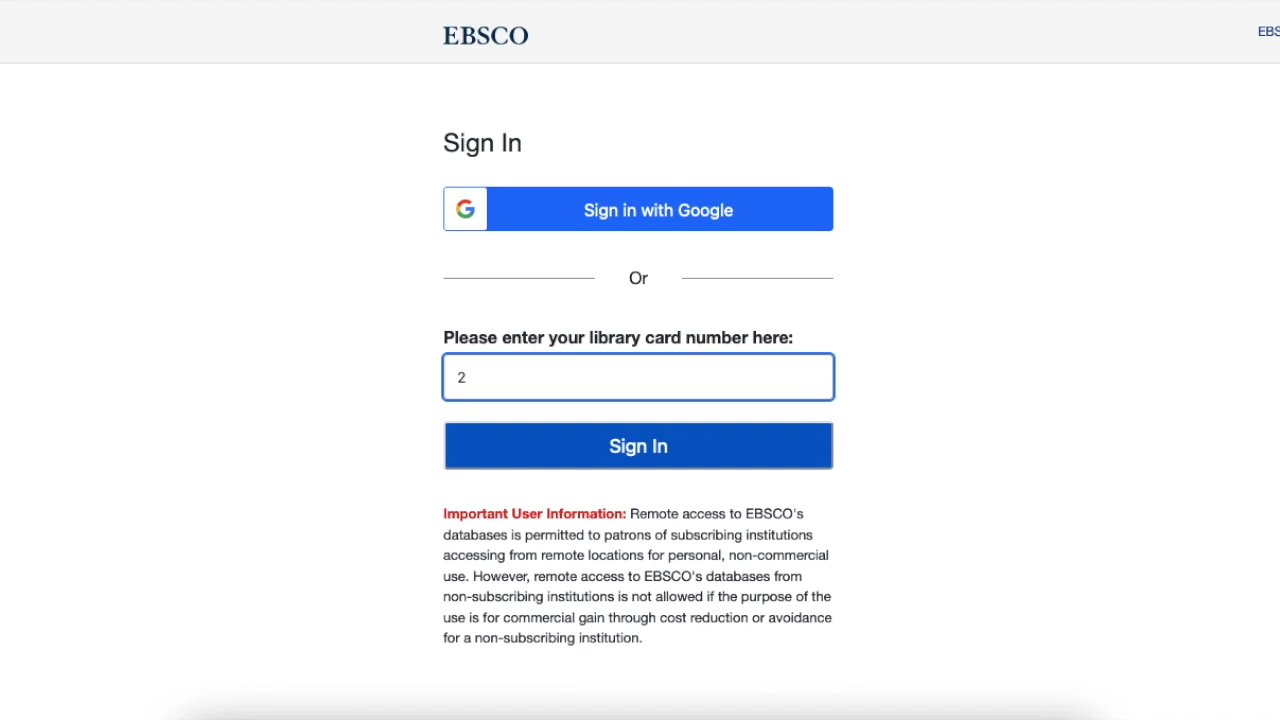 EBSCO
EBS
Sign In
Sign in with Google
Or
Please enter your library card number here:
2
Sign In
Important User Information: Remote access to EBSCO's
databases is permitted to patrons of subscribing institutions
accessing from remote locations for personal, non-commercial
use. However, remote access to EBSCO's databases from
non-subscribing institutions is not allowed if the purpose of the
use is for commercial gain through cost reduction or avoidance
for a non-subscribing institution.